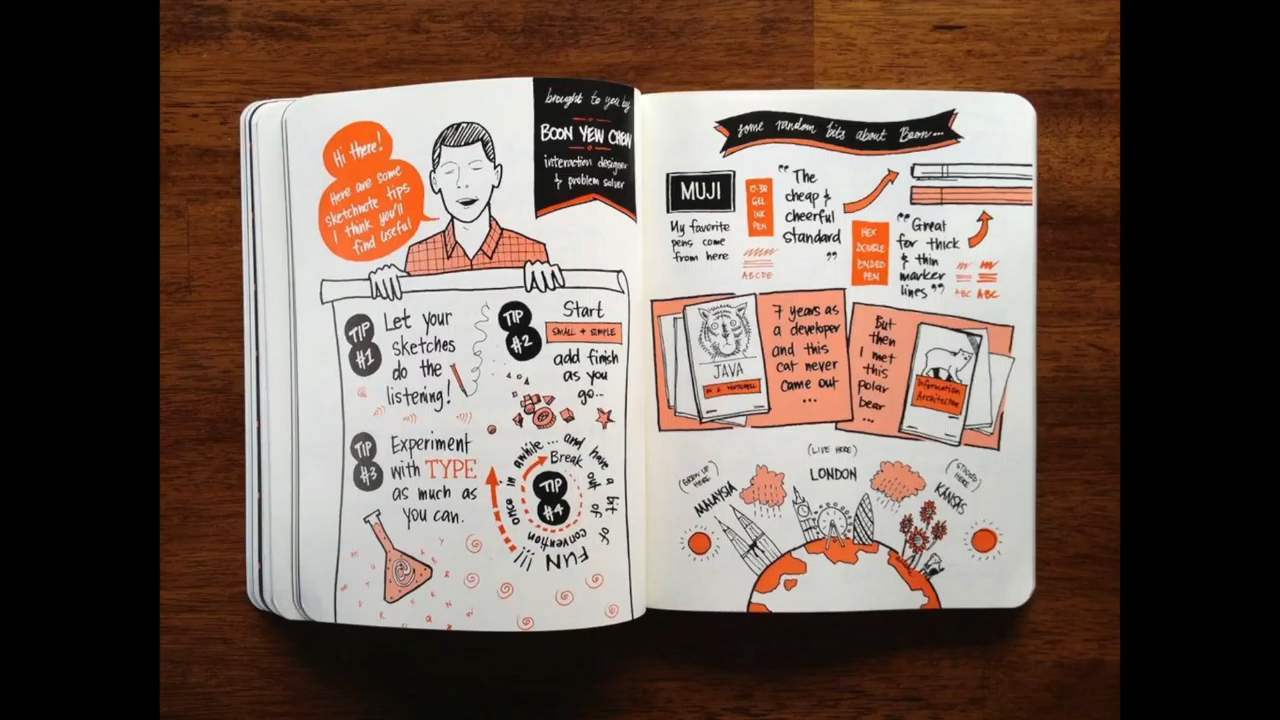 Hi there!
Here are some
sketchnote tips
I think you'll
find useful
brought to you by
BOON YEW CHEW
interaction designer
& problem solver
TIP
#1
Let your
sketches
do the
listening!
TIP
#2
Start
SMALL + SIMPLE
add finish
as you
go...
TIP
#3
Experiment
with TYPE
as much as
you can.
TIP
#4
Break
out of
convention
once in awhile... and have a bit of
FUN!!!
some random bits about Boon...
MUJI
My favorite
pens come
from here
0.38
GEL
INK
PEN
ABCDE
"The
cheap &
cheerful
standard
"
HEX
DOUBLE
ENDED
PEN
"Great
for thick
& thin
marker
lines"
ABC ABC
JAVA
IN A NUTSHELL
7 years as
a developer
and this
cat never
came out
...
But
then
I met
this
polar
bear
...
Information
Architecture
(GREW UP
HERE)
MALAYSIA
(LIVE HERE)
LONDON
(STUDIED
HERE)
KANSAS